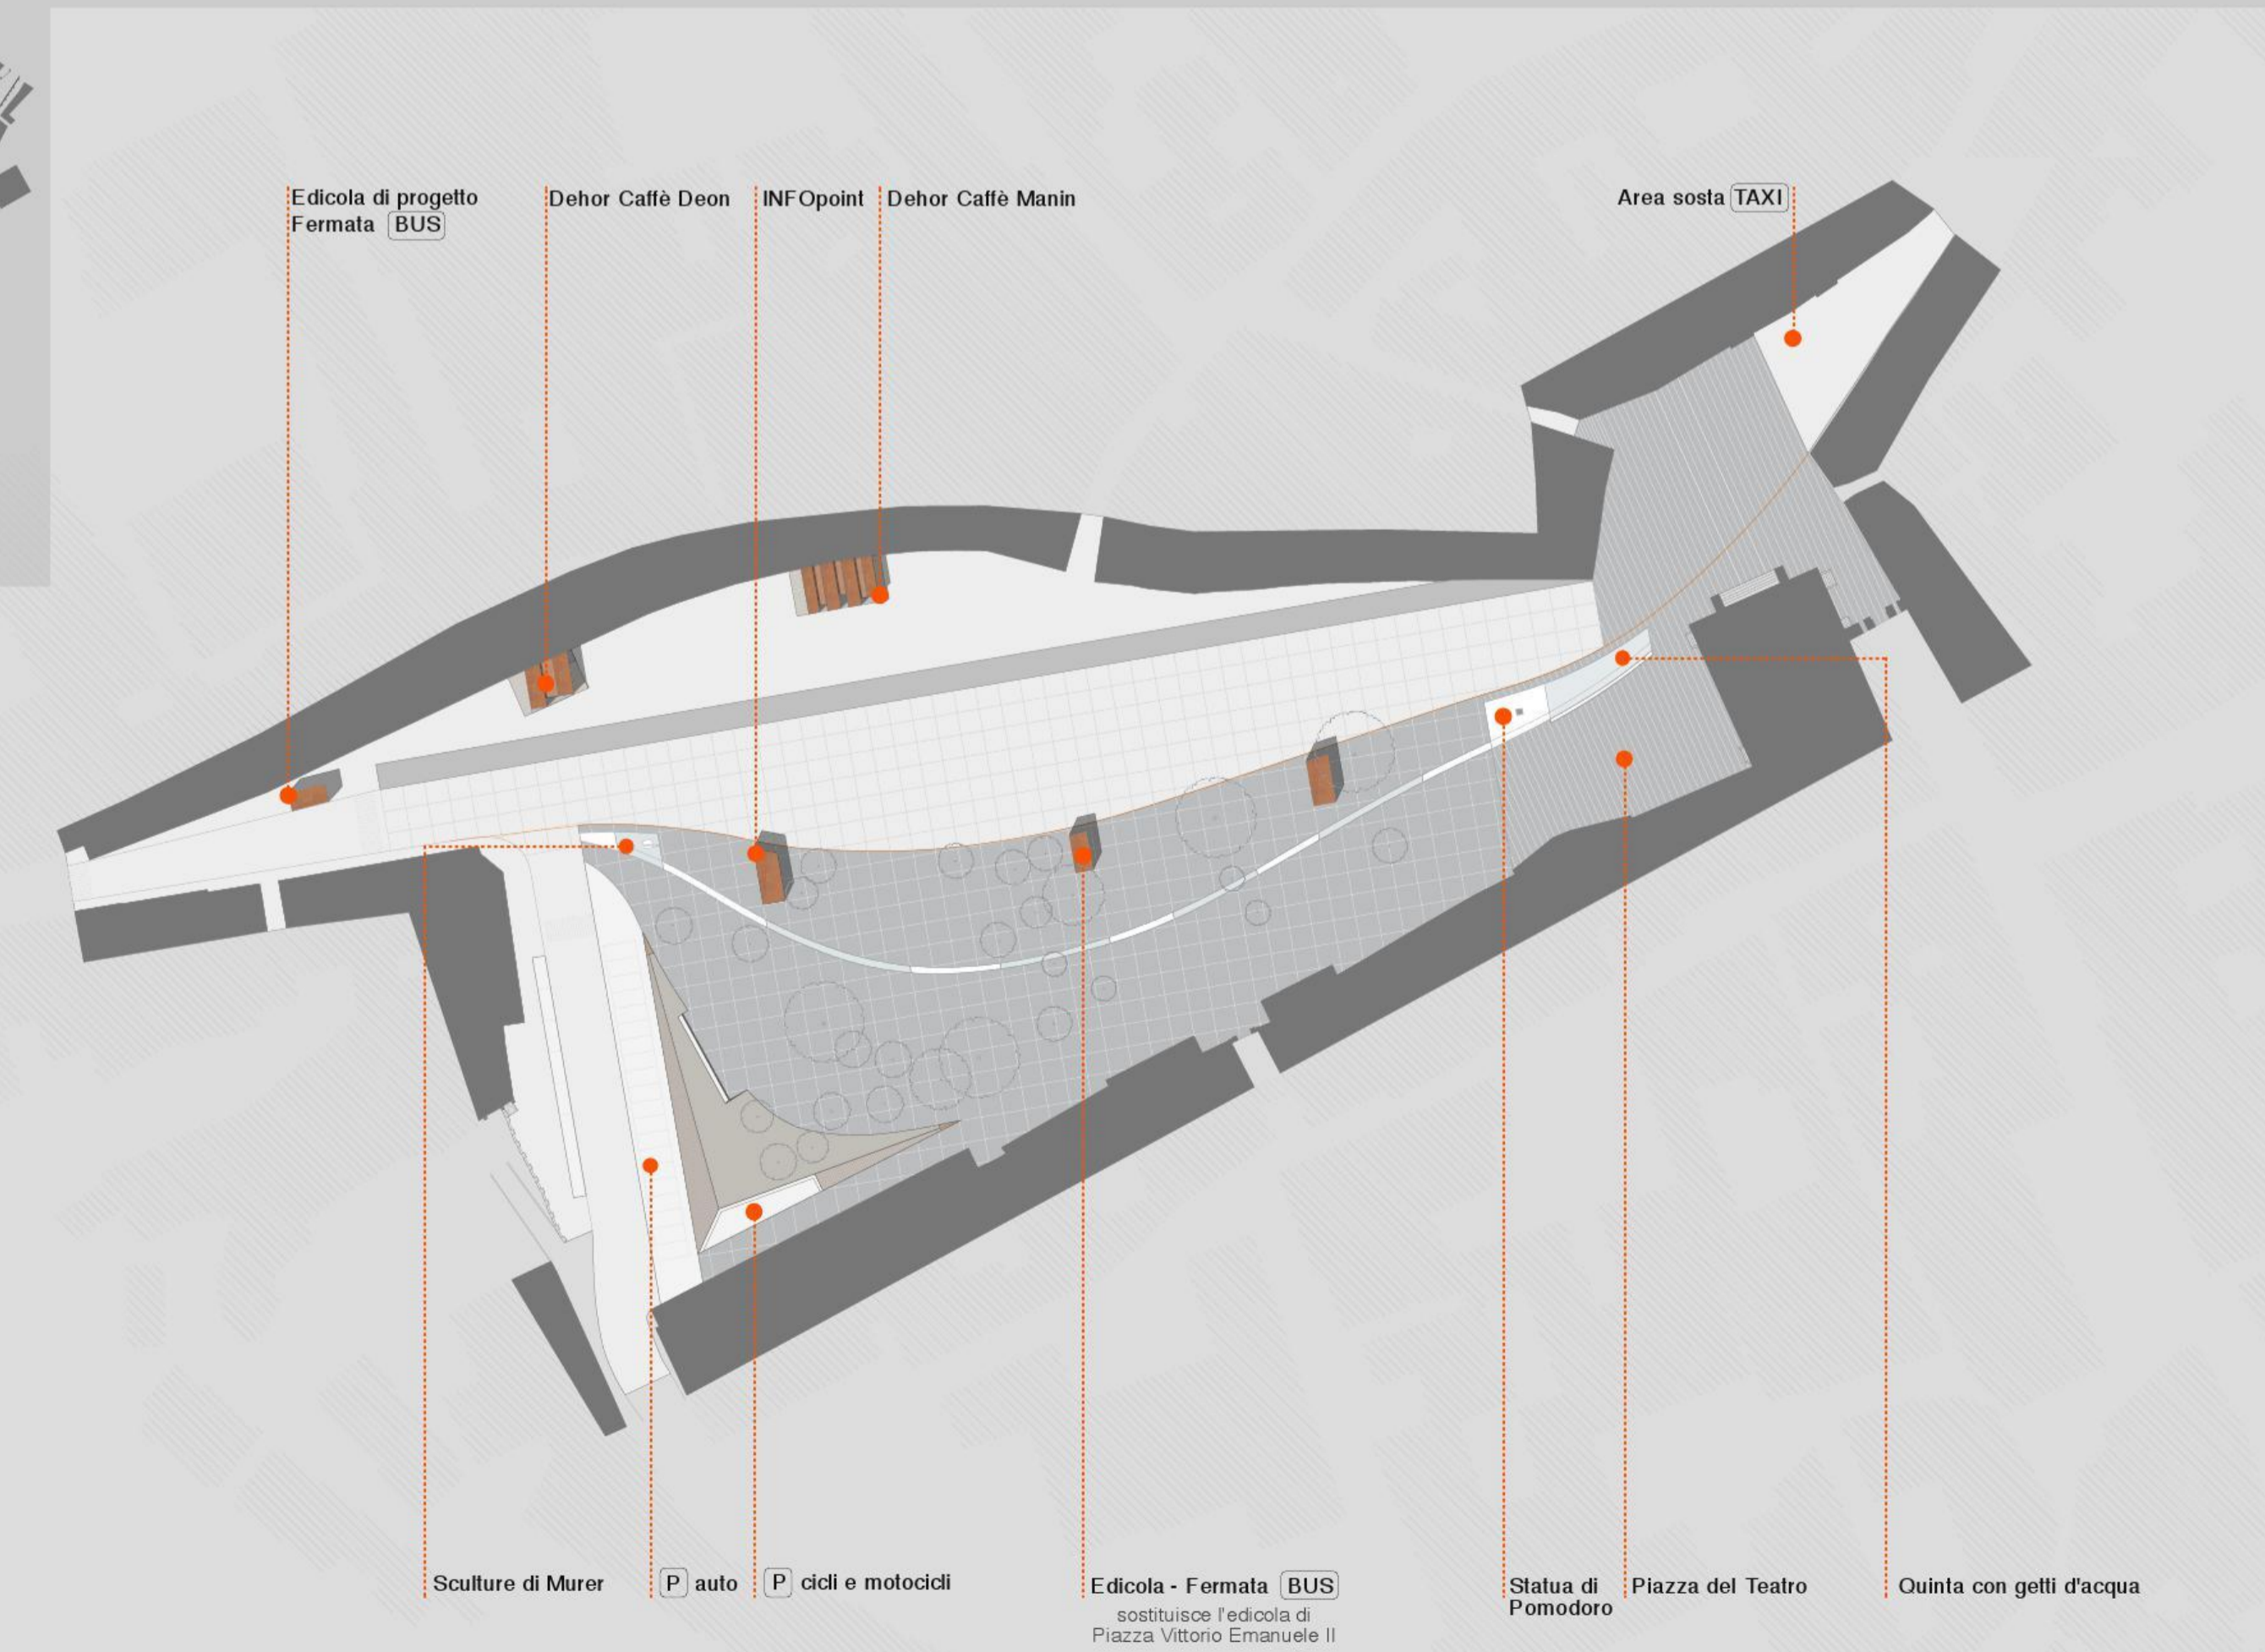 Edicola di progetto
Fermata BUS
Dehor Caffè Deon
INFOpoint
Dehor Caffè Manin
Area sosta TAXI
Sculture di Murer
P auto
P cicli e motocicli
Edicola - Fermata BUS
sostituisce l'edicola di
Piazza Vittorio Emanuele II
Statua di
Pomodoro
Piazza del Teatro
Quinta con getti d'acqua